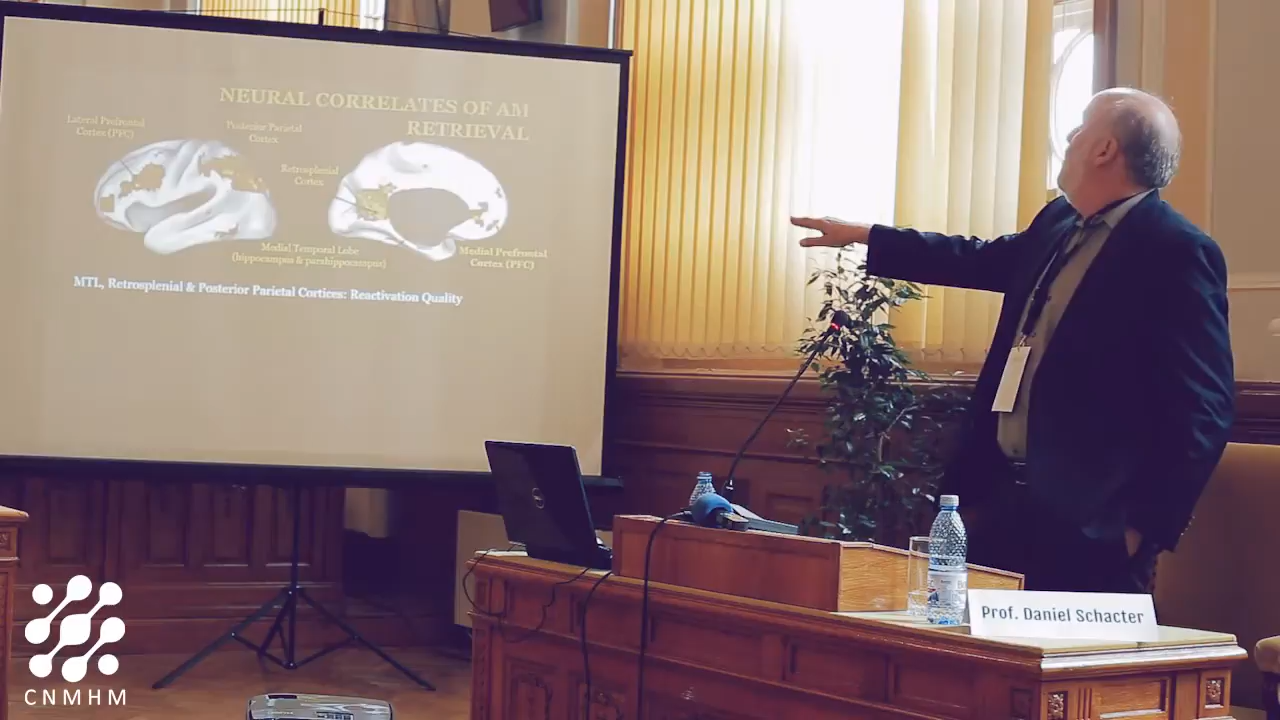 NEURAL CORRELATES OF AM
RETRIEVAL
Lateral Prefrontal
Cortex (PFC)
Posterior Parietal
Cortex
Retrosplenial
Cortex
Medial Temporal Lobe
(hippocampus & parahippocampus)
Medial Prefrontal
Cortex (PFC)
MTL, Retrosplenial & Posterior Parietal Cortices: Reactivation Quality
Prof. Daniel Schacter
CNMHM